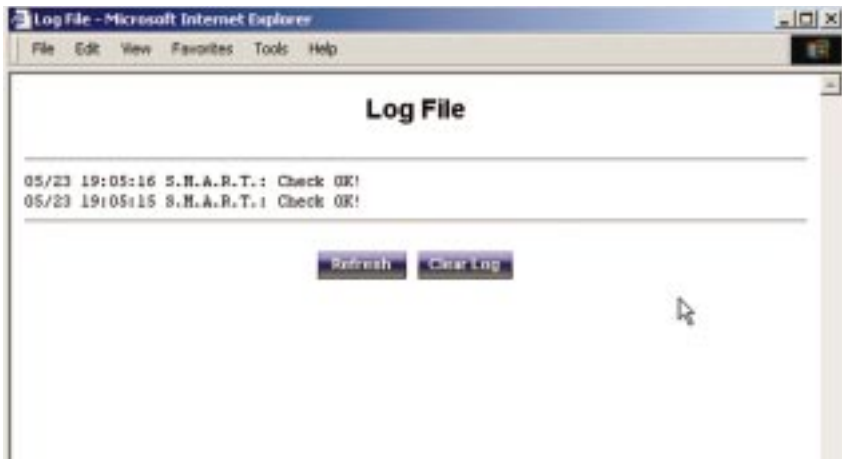 Log File - Microsoft Internet Explorer
File Edit View Favorites Tools Help
Log File
05/23 19:05:16 S.M.A.R.T.: Check OK!
05/23 19:05:15 S.M.A.R.T.: Check OK!
Refresh Clear Log